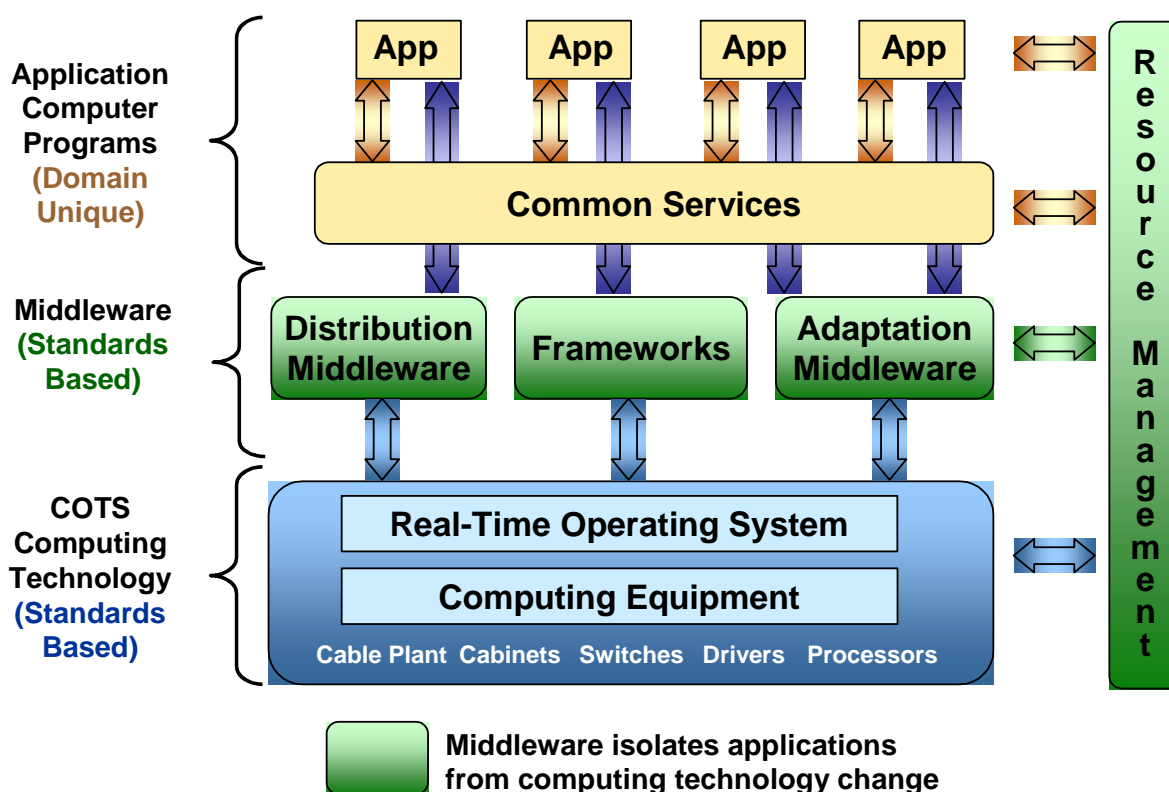 App
App
App
App
Application
Computer
Programs
(Domain
Unique)
Common Services
Middleware
(Standards
Based)
Distribution
Middleware
Frameworks
Adaptation
Middleware
COTS
Computing
Technology
(Standards
Based)
Real-Time Operating System
Computing Equipment
Cable Plant Cabinets Switches Drivers Processors
Resource Management
Middleware isolates applications
from computing technology change